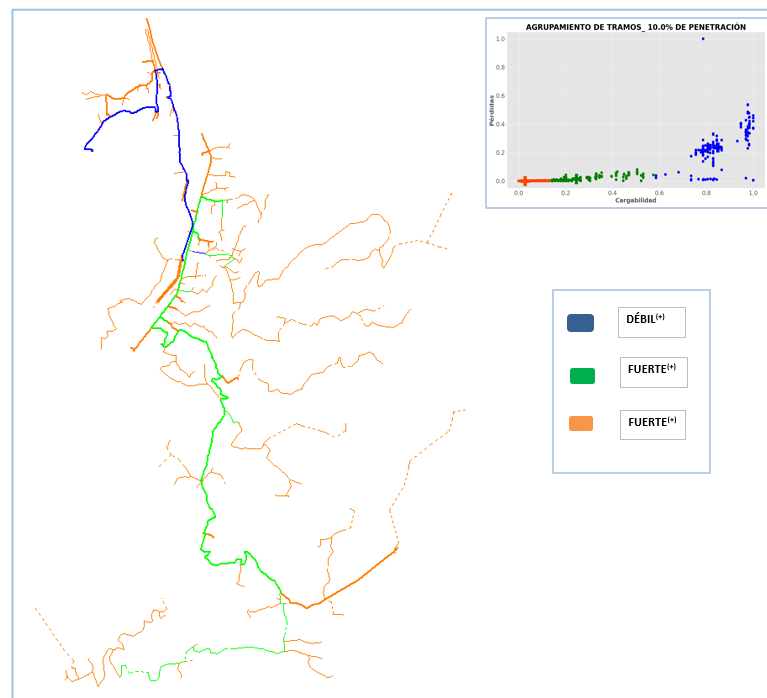 AGRUPAMIENTO DE TRAMOS_ 10.0% DE PENETRACIÓN
1.0
0.8
0.6
0.4
0.2
0.0
Pérdidas
0.0
0.2
0.4
0.6
0.8
1.0
Cargabilidad
DÉBIL(+)
FUERTE(+)
FUERTE(+)